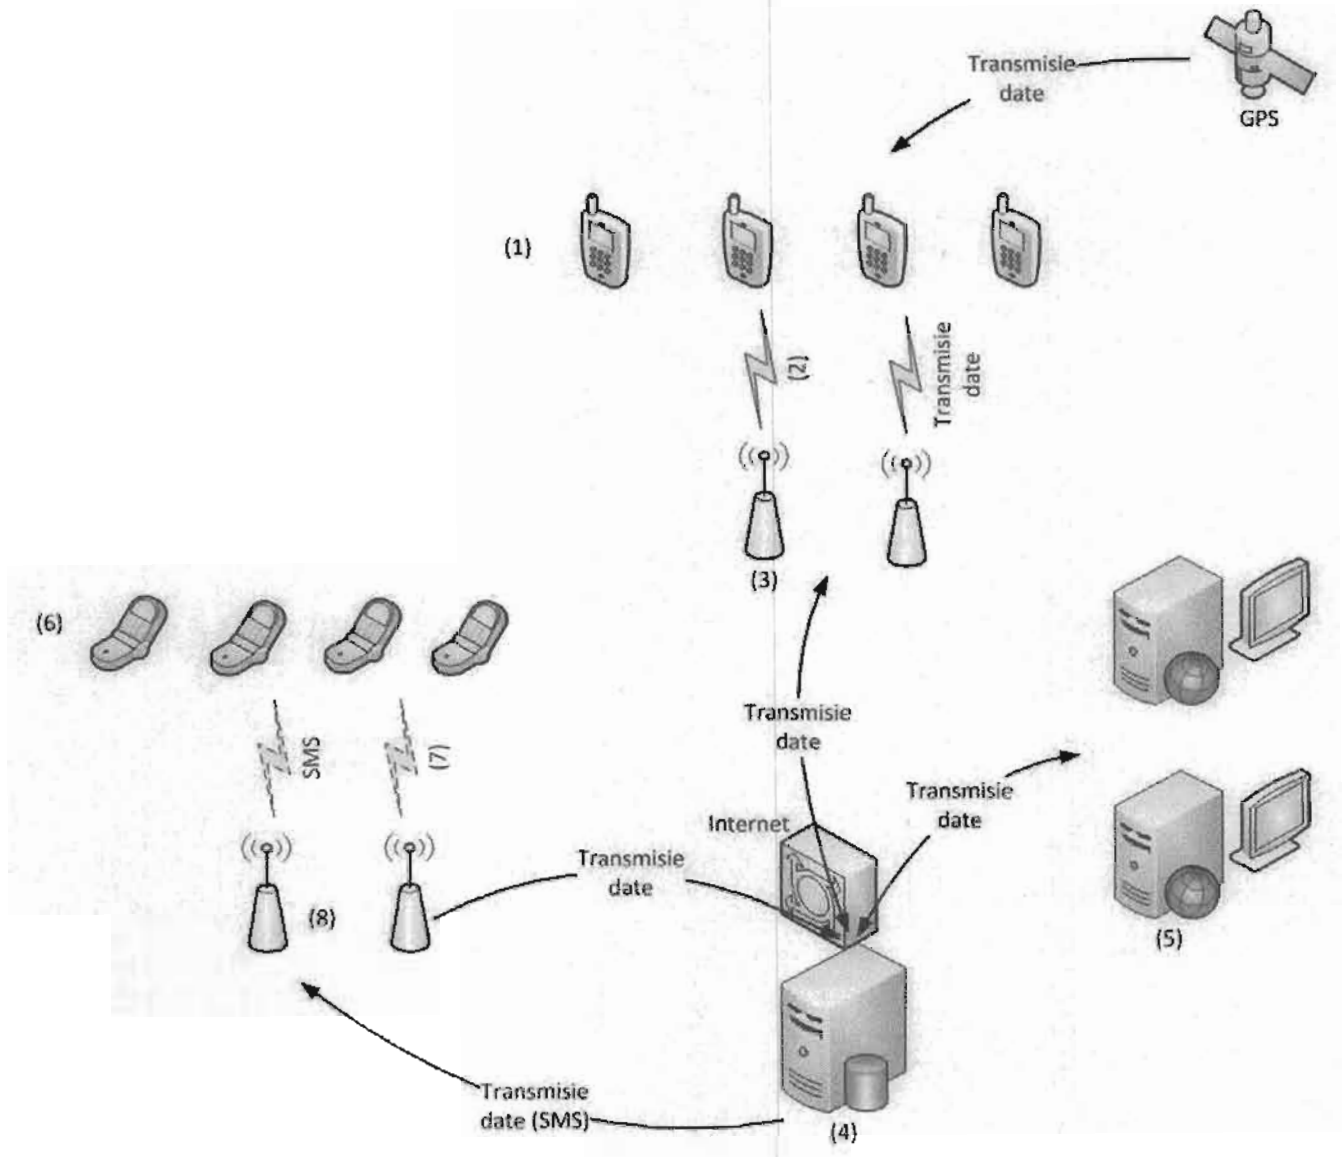 Transmisie
date
GPS
(1)
(2)
Transmisie
date
(3)
(6)
SMS
(7)
Transmisie
date
Transmisie
date
Internet
Transmisie
date
(8)
(5)
Transmisie
date (SMS)
(4)